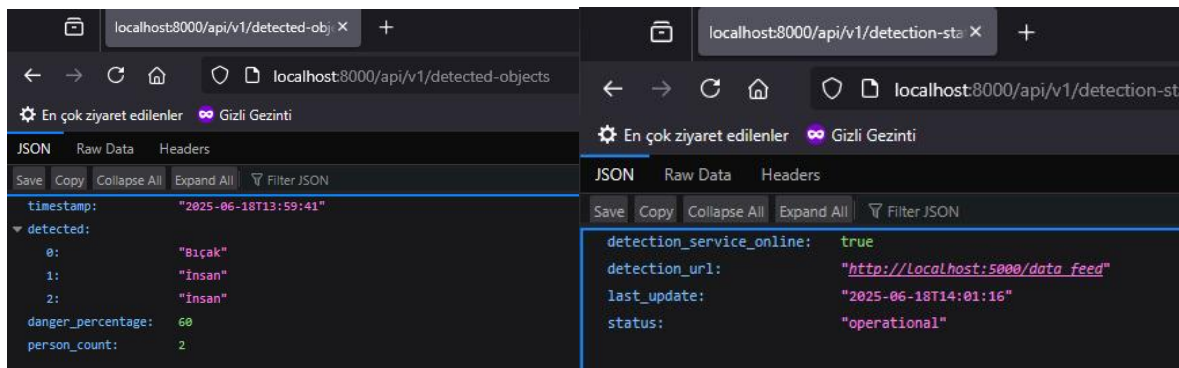 localhost:8000/api/v1/detected-obj
localhost:8000/api/v1/detected-objects
En çok ziyaret edilenler Gizli Gezinti
JSON Raw Data Headers
Save Copy Collapse All Expand All Filter JSON
timestamp: "2025-06-18T13:59:41"
detected:
0: "Bıçak"
1: "İnsan"
2: "İnsan"
danger_percentage: 60
person_count: 2
localhost:8000/api/v1/detection-sta
localhost:8000/api/v1/detection-st
En çok ziyaret edilenler Gizli Gezinti
JSON Raw Data Headers
Save Copy Collapse All Expand All Filter JSON
detection_service_online: true
detection_url: "http://localhost:5000/data_feed"
last_update: "2025-06-18T14:01:16"
status: "operational"